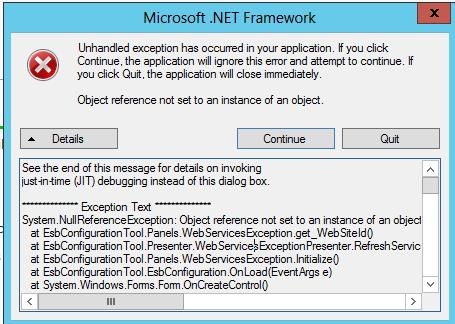 Microsoft .NET Framework
x
Unhandled exception has occurred in your application. If you click
Continue, the application will ignore this error and attempt to continue. If
you click Quit, the application will close immediately.
Object reference not set to an instance of an object.
Details
Continue
Quit
See the end of this message for details on invoking
just-in-time (JIT) debugging instead of this dialog box.
************** Exception Text **************
System.NullReferenceException: Object reference not set to an instance of an object
at EsbConfigurationTool.Panels.WebServicesException.get_WebSiteId()
at EsbConfigurationTool.Presenter.WebServicesExceptionPresenter.RefreshServic
at EsbConfigurationTool.Panels.WebServicesException.Initialize()
at EsbConfigurationTool.EsbConfiguration.OnLoad(EventArgs e)
at System.Windows.Forms.Form.OnCreateControl()